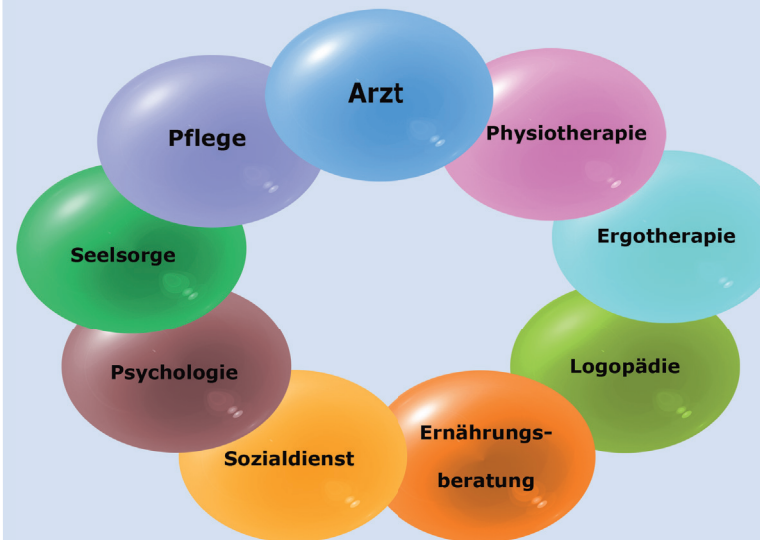 Arzt
Pflege
Physiotherapie
Ergotherapie
Seelsorge
Logopädie
Psychologie
Ernährungs-
beratung
Sozialdienst